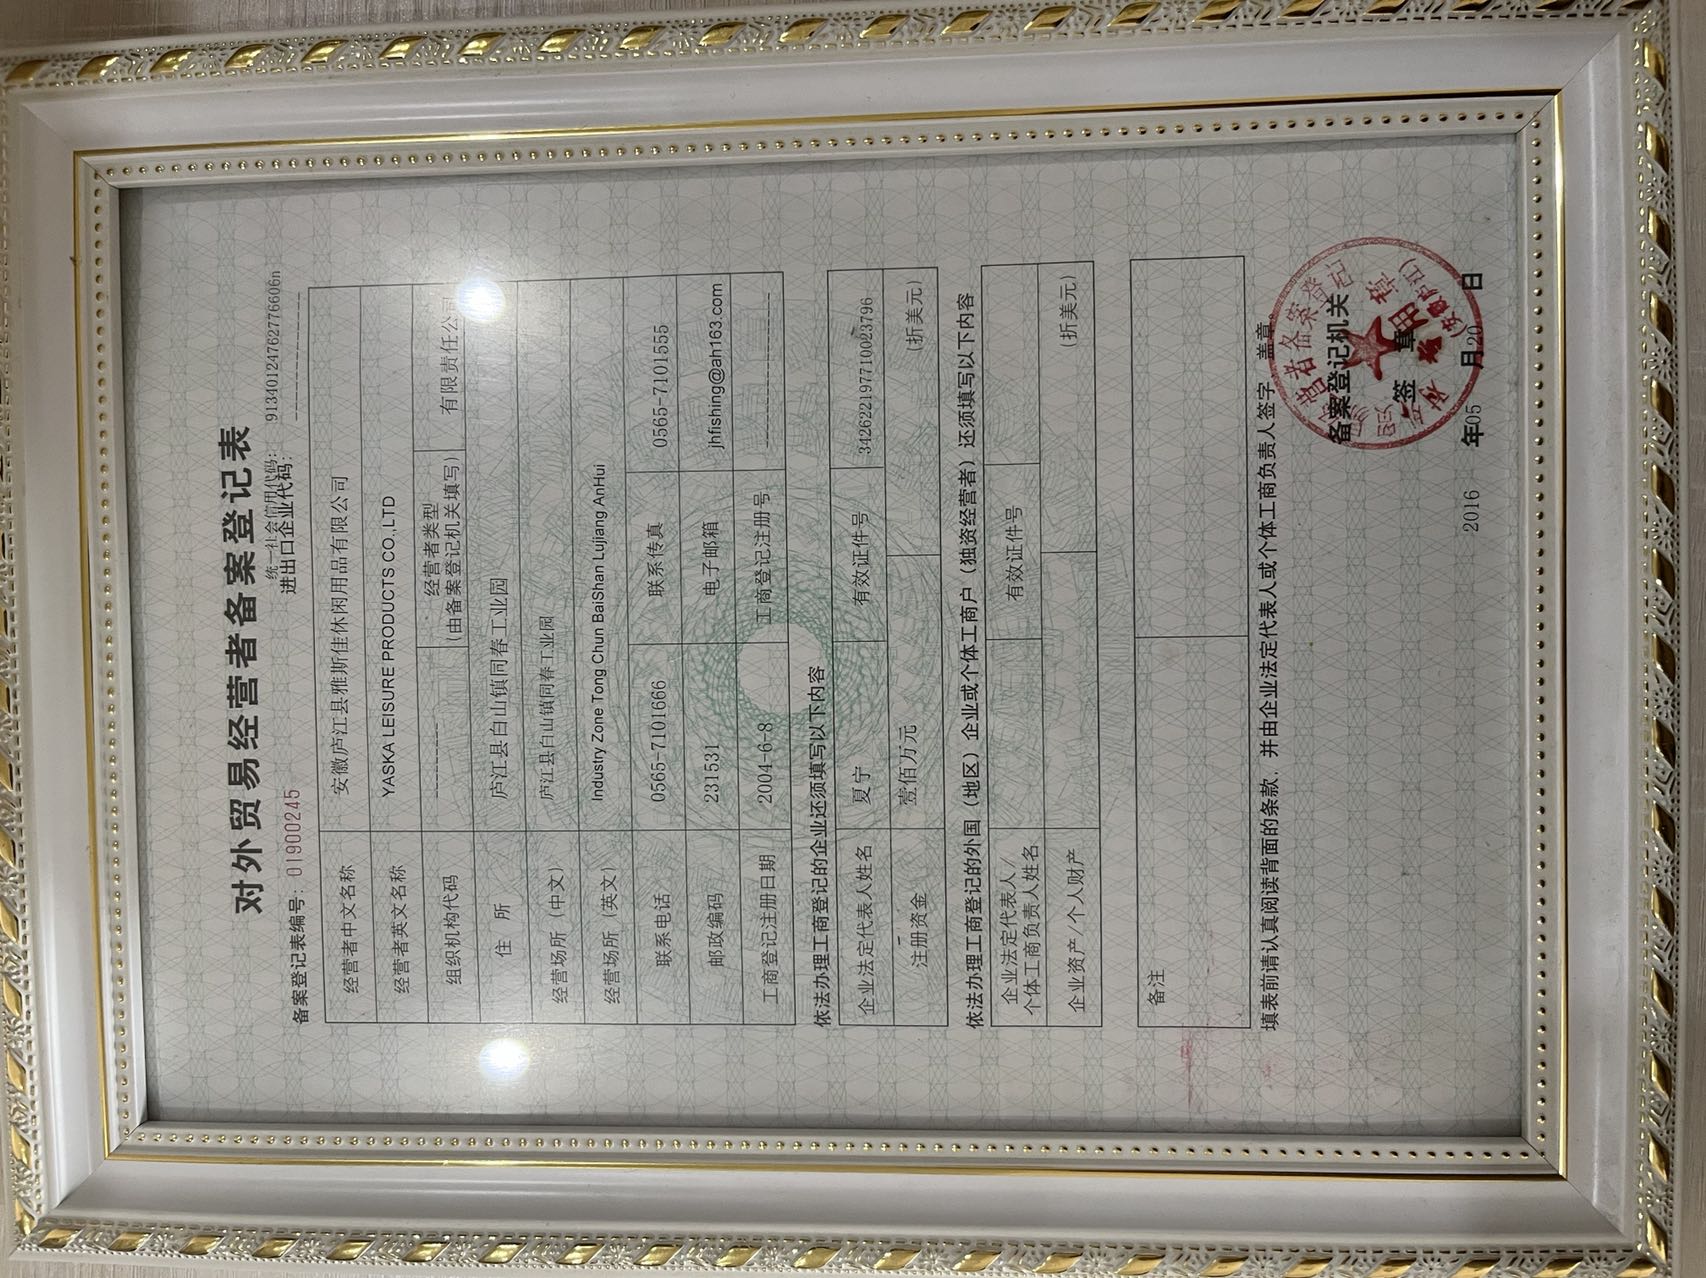 对外贸易经营者备案登记表
统一社会信用代码:
913401247627766​06n
备案登记表编号: 01900245
进出口企业代码:
经营者中文名称 安徽庐江县雅斯佳休闲用品有限公司
经营者英文名称 YASKA LEISURE PRODUCTS CO.,LTD
组织机构代码 经营者类型 (由备案登记机关填写) 有限责任公司
住 所 庐江县白山镇同春工业园
经营场所（中文） 庐江县白山镇同春工业园
经营场所（英文） Industry Zone Tong Chun BaiShan Lujiang AnHui
联系电话 0565-7101666 联系传真 0565-7101555
邮政编码 231531 电子邮箱 jhfishing@ah163.com
工商登记注册日期 2004-6-8 工商登记注册号
依法办理工商登记的企业还须填写以下内容
企业法定代表人姓名 夏宁 有效证件号 342622197710023796
注册资金 壹佰万元 (折美元)
依法办理工商登记的外国（地区）企业或个体工商户（独资经营者）还须填写以下内容
企业法定代表人/
个体工商负责人姓名 有效证件号
企业资产/个人财产 (折美元)
备注
填表前请认真阅读背面的条款，并由企业法定代表人或个体工商负责人签字、盖章。
备案登记机关
签 章
2016 年05 月20 日